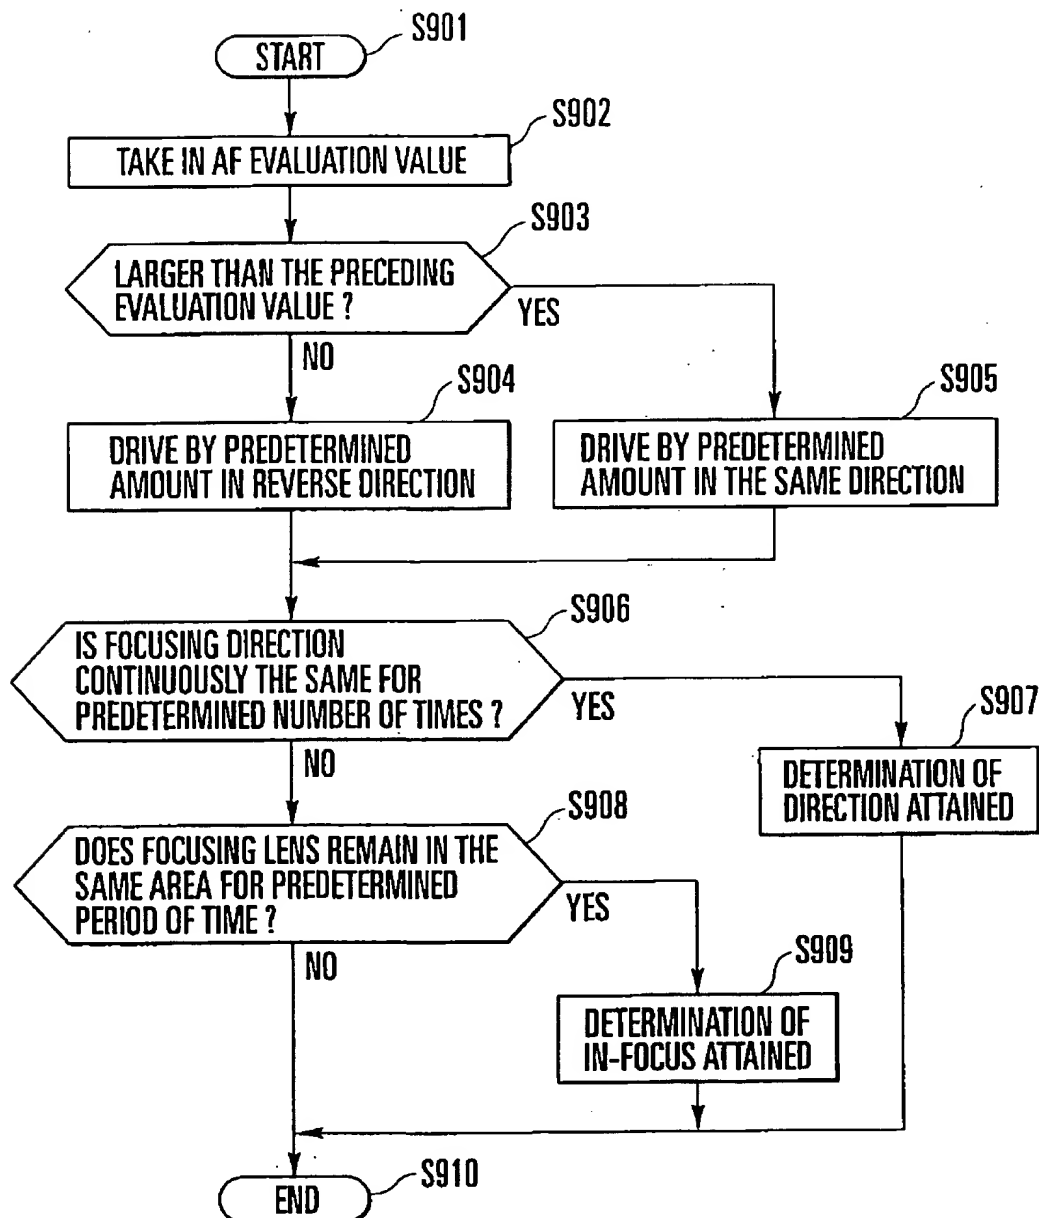 START
S901
S902
TAKE IN AF EVALUATION VALUE
S903
LARGER THAN THE PRECEDING
EVALUATION VALUE ?
YES
NO
S904
S905
DRIVE BY PREDETERMINED
AMOUNT IN REVERSE DIRECTION
DRIVE BY PREDETERMINED
AMOUNT IN THE SAME DIRECTION
S906
IS FOCUSING DIRECTION
CONTINUOUSLY THE SAME FOR
PREDETERMINED NUMBER OF TIMES ?
YES
NO
S907
DETERMINATION OF
DIRECTION ATTAINED
S908
DOES FOCUSING LENS REMAIN IN THE
SAME AREA FOR PREDETERMINED
PERIOD OF TIME ?
YES
NO
S909
DETERMINATION OF
IN-FOCUS ATTAINED
S910
END